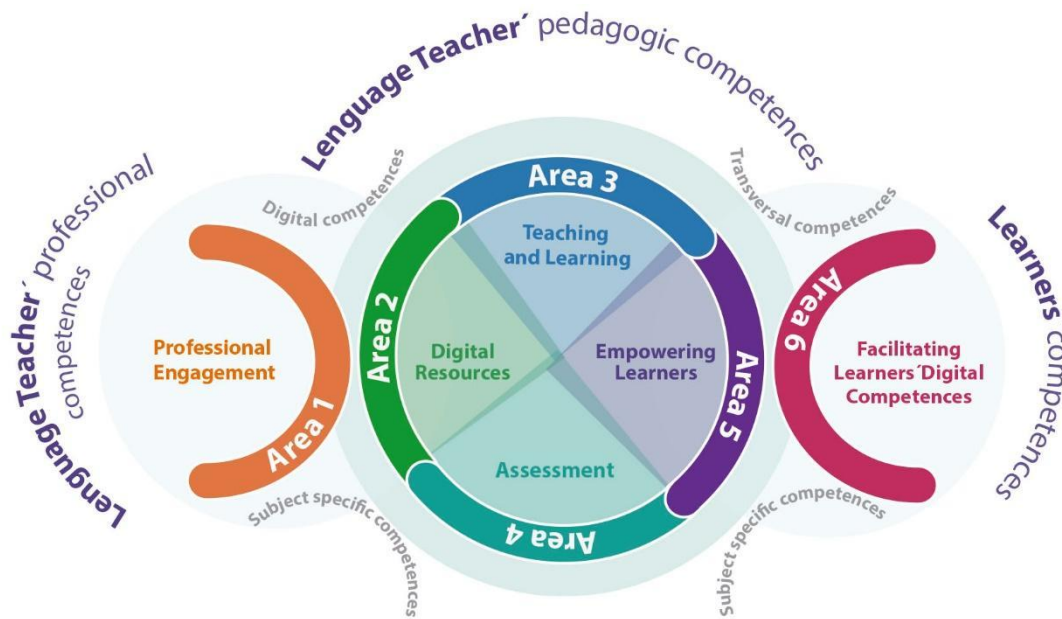 Lenguage Teacher´ professional
competences
Lenguage Teacher´ pedagogic competences
Learners competences
Digital competences
Transversal competences
Subject specific competences
Subject specific competences
Area 1
Professional
Engagement
Area 2
Digital
Resources
Area 3
Teaching
and Learning
Area 4
Assessment
Area 5
Empowering
Learners
Area 6
Facilitating
Learners´Digital
Competences